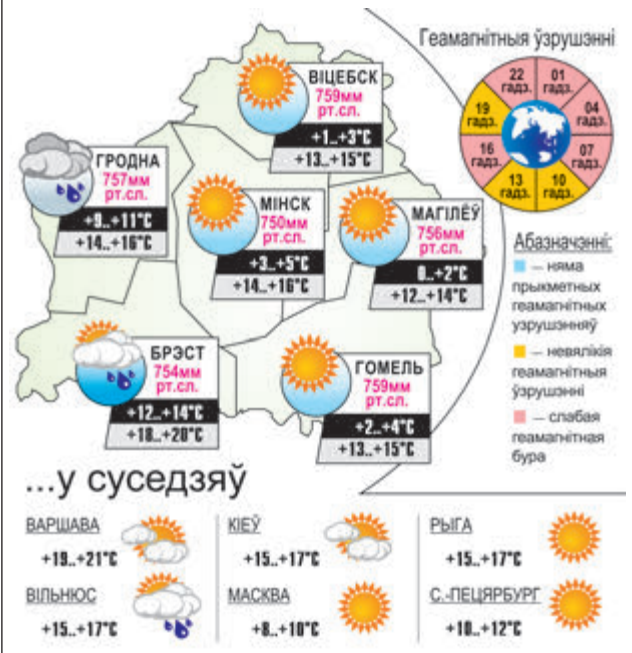 Геамагнітныя ўзрушэнні
22 гадз.
01 гадз.
04 гадз.
07 гадз.
10 гадз.
13 гадз.
16 гадз.
19 гадз.
ВІЦЕБСК
759мм
рт.сл.
+1..+3°С
+13..+15°С
ГРОДНА
757мм
рт.сл.
+9..+11°С
+14..+16°С
МІНСК
750мм
рт.сл.
+3..+5°С
+14..+16°С
МАГІЛЁЎ
756мм
рт.сл.
0..+2°С
+12..+14°С
БРЭСТ
754мм
рт.сл.
+12..+14°С
+18..+20°С
ГОМЕЛЬ
759мм
рт.сл.
+2..+4°С
+13..+15°С
Абазначэнні:
— няма
прыкметных
геамагнітных
узрушэнняў
— невялікія
геамагнітныя
ўзрушэнні
— слабая
геамагнітная
бура
...у суседзяў
ВАРШАВА
+19..+21°С
КІЕЎ
+15..+17°С
РЫГА
+15..+17°С
ВІЛЬНЮС
+15..+17°С
МАСКВА
+8..+10°С
С.-ПЕЦЯРБУРГ
+10..+12°С